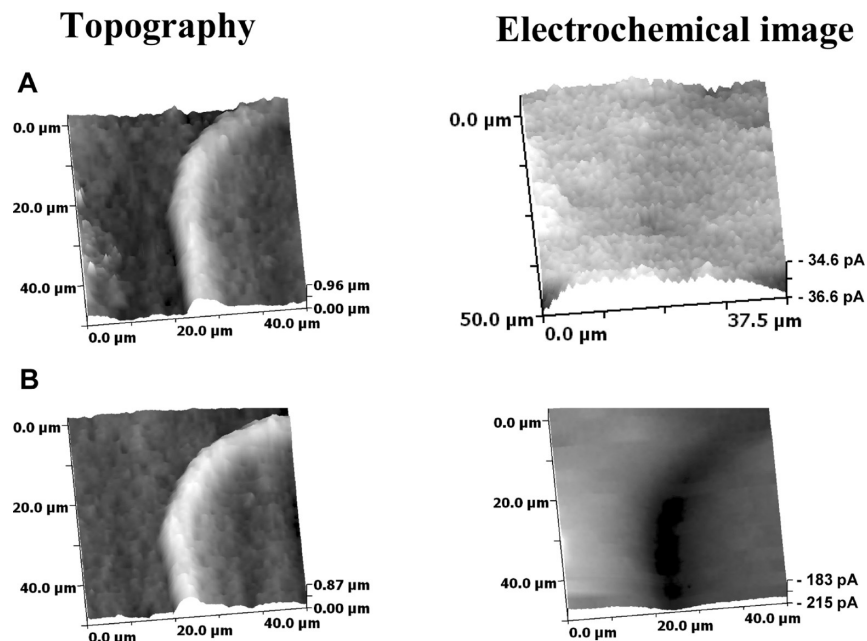 Topography
Electrochemical image
A
0.0 µm
20.0 µm
40.0 µm
0.96 µm
0.00 µm
0.0 µm
20.0 µm
40.0 µm
0.0 µm
50.0 µm
0.0 µm
37.5 µm
- 34.6 pA
- 36.6 pA
B
0.0 µm
20.0 µm
40.0 µm
0.87 µm
0.00 µm
0.0 µm
20.0 µm
40.0 µm
0.0 µm
20.0 µm
40.0 µm
0.0 µm
20.0 µm
40.0 µm
- 183 pA
- 215 pA